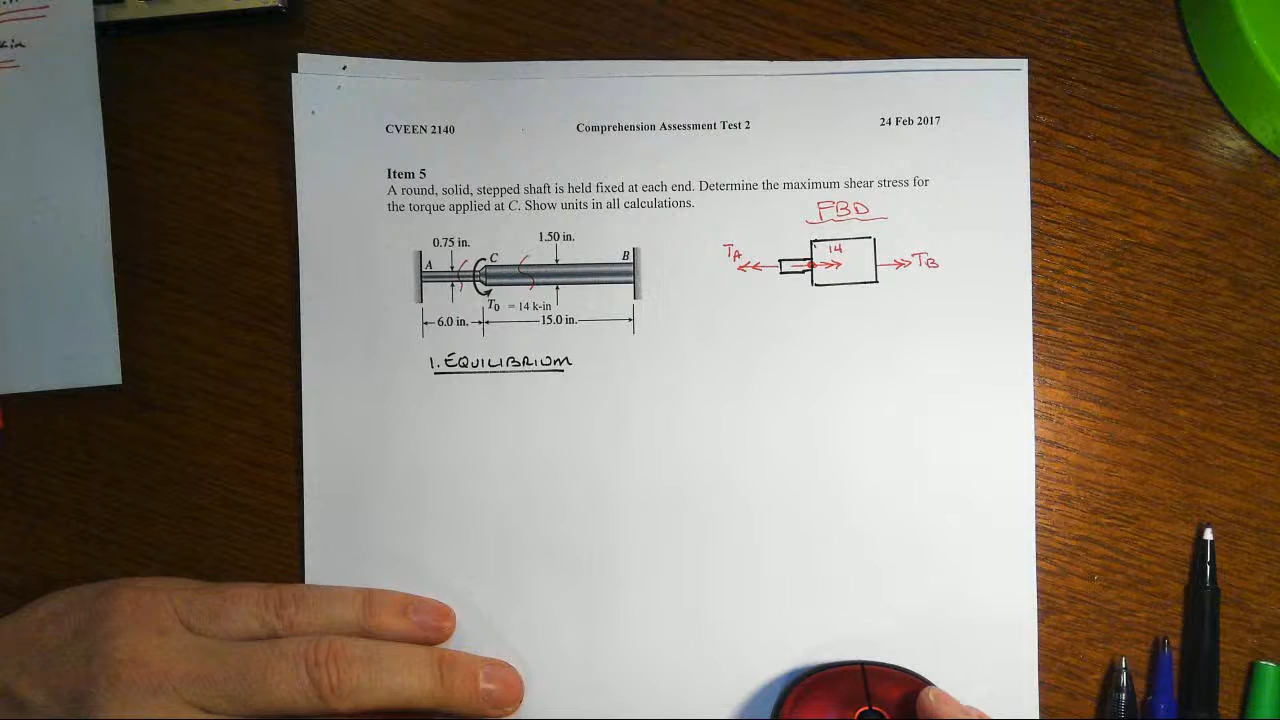 CVEEN 2140
Comprehension Assessment Test 2
24 Feb 2017
Item 5
A round, solid, stepped shaft is held fixed at each end. Determine the maximum shear stress for
the torque applied at C. Show units in all calculations.
FBD
0.75 in.
1.50 in.
A
C
B
T0 = 14 k-in
6.0 in.
15.0 in.
TA
14
TB
1. EQUILIBRIUM